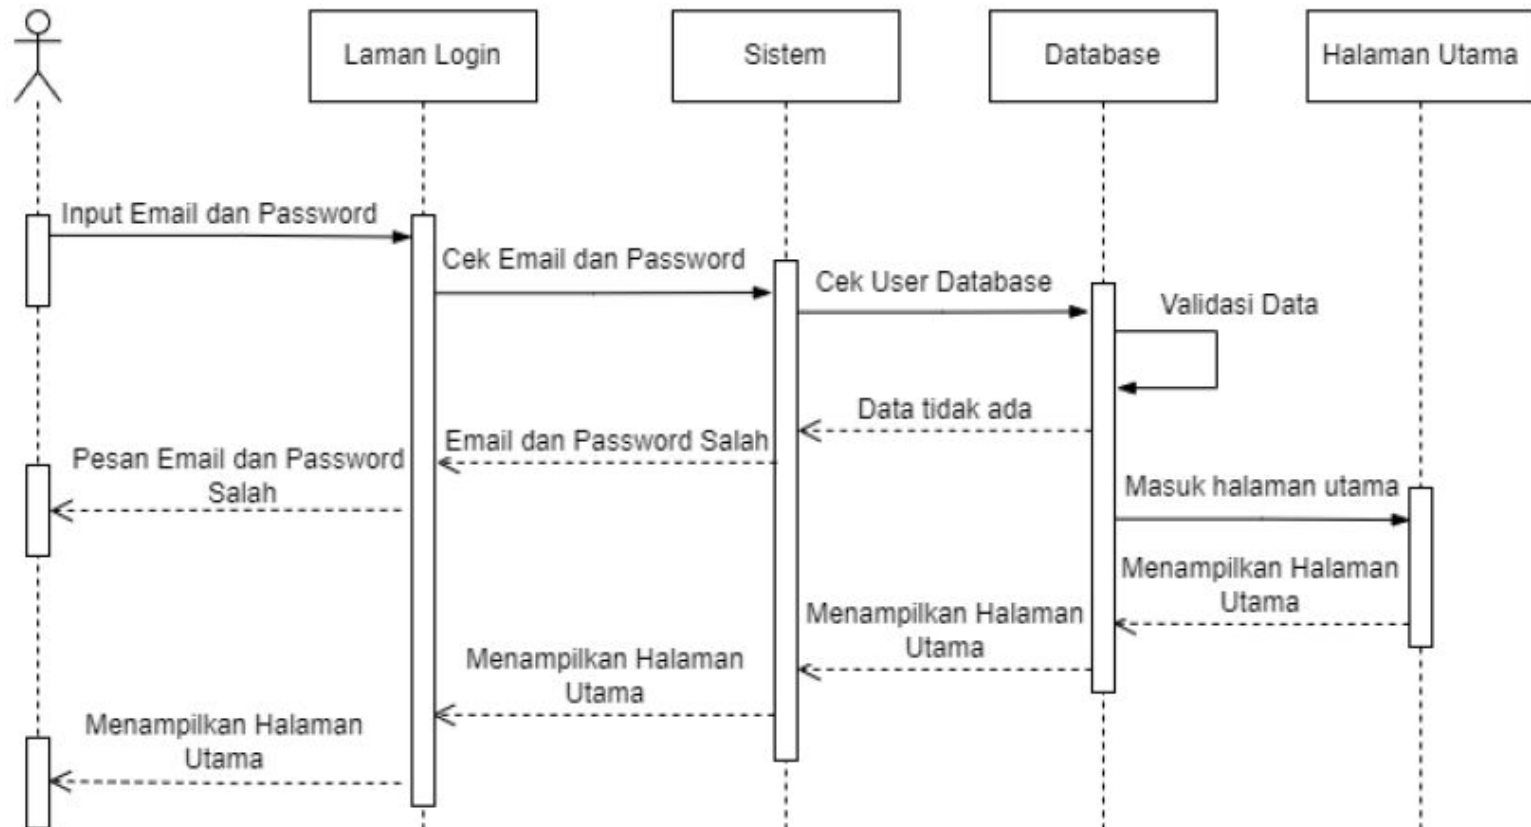 Laman Login
Sistem
Database
Halaman Utama
Input Email dan Password
Cek Email dan Password
Cek User Database
Validasi Data
Data tidak ada
Email dan Password Salah
Pesan Email dan Password
Salah
Masuk halaman utama
Menampilkan Halaman
Utama
Menampilkan Halaman
Utama
Menampilkan Halaman
Utama
Menampilkan Halaman
Utama